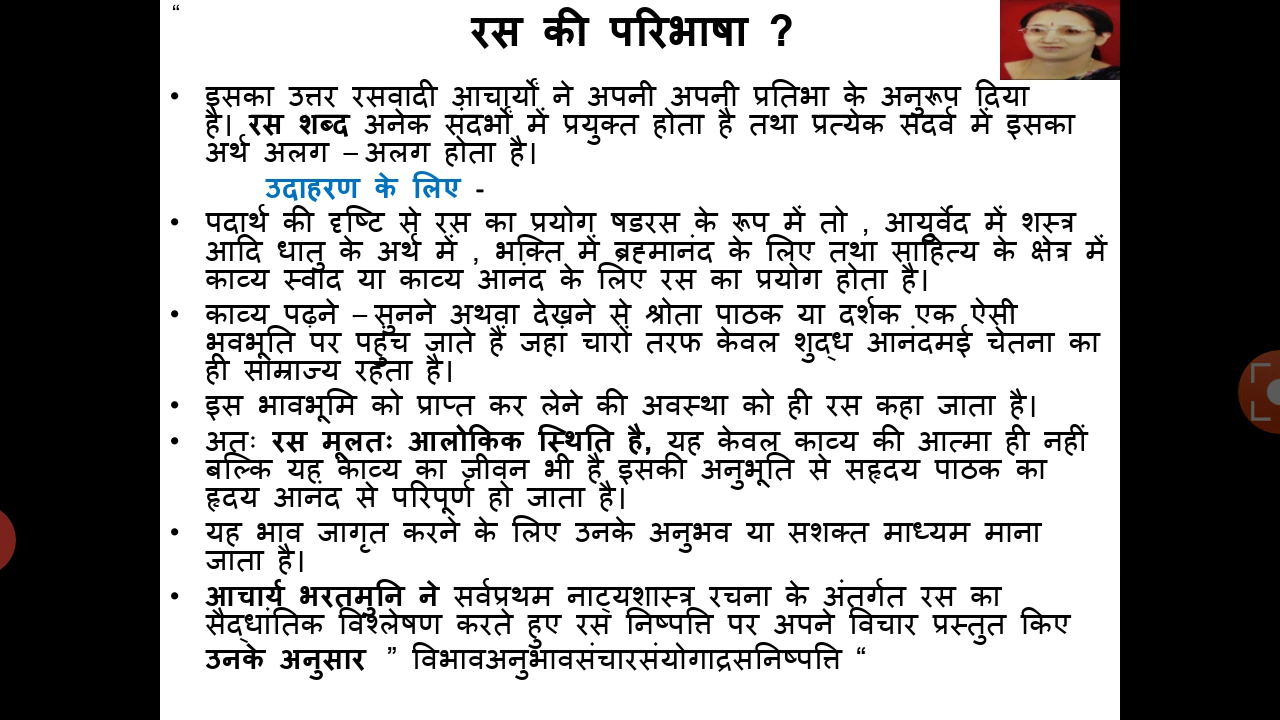 “
रस की परिभाषा ?
• इसका उत्तर रसवादी आचार्यों ने अपनी अपनी प्रतिभा के अनुरूप दिया
है। रस शब्द अनेक संदर्भों में प्रयुक्त होता है तथा प्रत्येक संदर्व में इसका
अर्थ अलग – अलग होता है।
उदाहरण के लिए -
• पदार्थ की दृष्टि से रस का प्रयोग षडरस के रूप में तो , आयुर्वेद में शस्त्र
आदि धातु के अर्थ में , भक्ति में ब्रह्मानंद के लिए तथा साहित्य के क्षेत्र में
काव्य स्वाद या काव्य आनंद के लिए रस का प्रयोग होता है।
• काव्य पढ़ने – सुनने अथवा देखने से श्रोता पाठक या दर्शक एक ऐसी
भवभूति पर पहुंच जाते हैं जहां चारों तरफ केवल शुद्ध आनंदमई चेतना का
ही साम्राज्य रहता है।
• इस भावभूमि को प्राप्त कर लेने की अवस्था को ही रस कहा जाता है।
• अतः रस मूलतः आलोकिक स्थिति है, यह केवल काव्य की आत्मा ही नहीं
बल्कि यह काव्य का जीवन भी है इसकी अनुभूति से सहृदय पाठक का
हृदय आनंद से परिपूर्ण हो जाता है।
• यह भाव जागृत करने के लिए उनके अनुभव या सशक्त माध्यम माना
जाता है।
• आचार्य भरतमुनि ने सर्वप्रथम नाट्यशास्त्र रचना के अंतर्गत रस का
सैद्धांतिक विश्लेषण करते हुए रस निष्पत्ति पर अपने विचार प्रस्तुत किए
उनके अनुसार ” विभावअनुभावसंचारसंयोगाद्रसनिष्पत्ति “